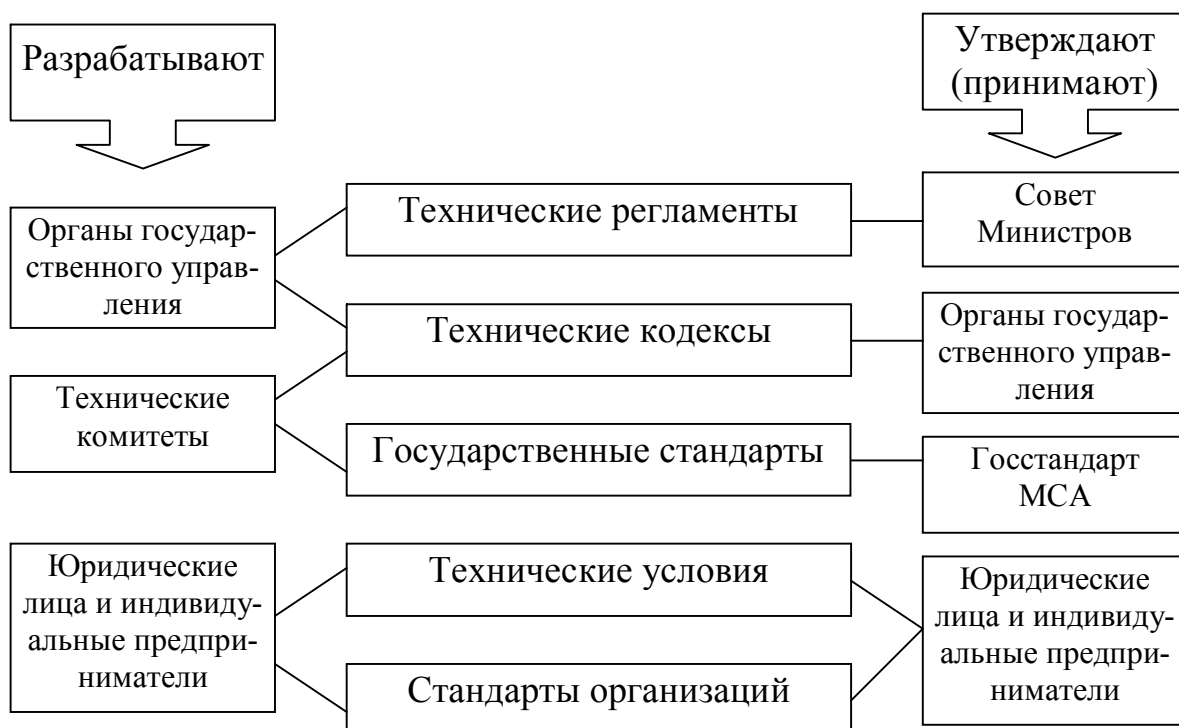 Разрабатывают
Утверждают
(принимают)
Органы государ-
ственного управ-
ления
Технические
комитеты
Юридические
лица и индивиду-
альные предпри-
ниматели
Технические регламенты
Технические кодексы
Государственные стандарты
Технические условия
Стандарты организаций
Совет
Министров
Органы государ-
ственного управ-
ления
Госстандарт
МСА
Юридические
лица и индивиду-
альные предпри-
ниматели